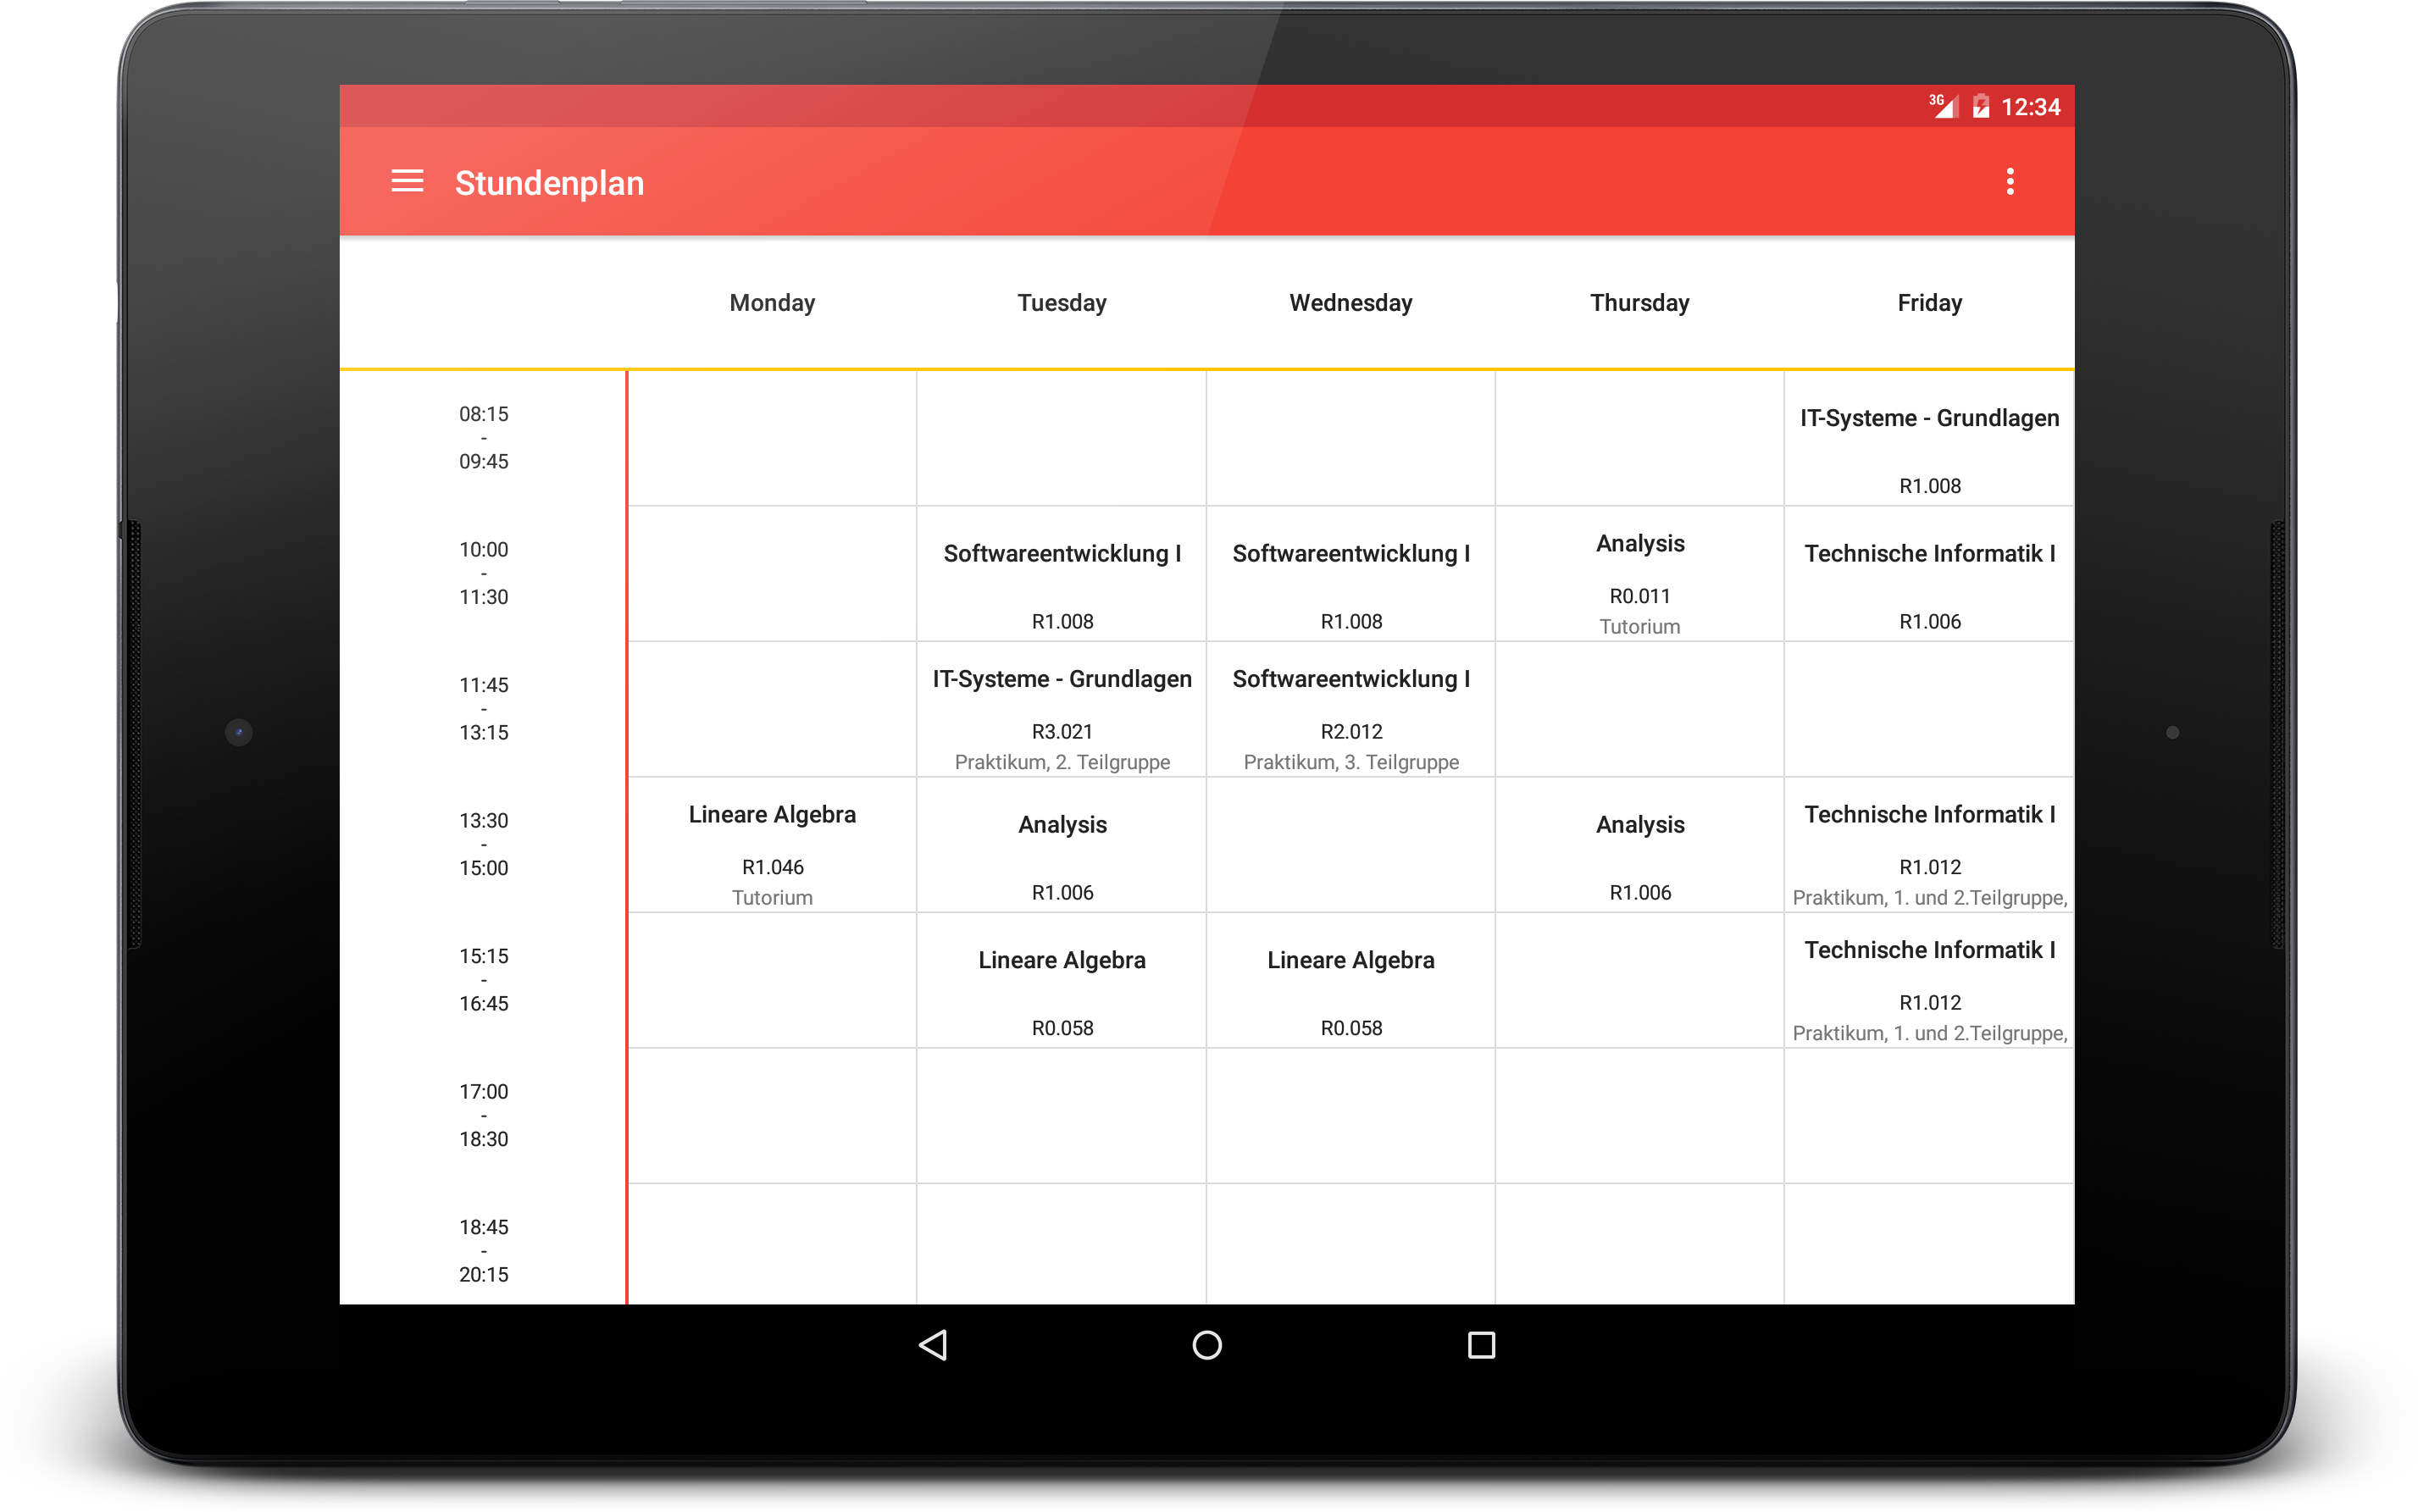 3G 12:34
Stundenplan
Monday Tuesday Wednesday Thursday Friday
08:15
-
09:45
IT-Systeme - Grundlagen
R1.008
10:00
-
11:30
Softwareentwicklung I
R1.008
Softwareentwicklung I
R1.008
Analysis
R0.011
Tutorium
Technische Informatik I
R1.006
11:45
-
13:15
IT-Systeme - Grundlagen
R3.021
Praktikum, 2. Teilgruppe
Softwareentwicklung I
R2.012
Praktikum, 3. Teilgruppe
13:30
-
15:00
Lineare Algebra
R1.046
Tutorium
Analysis
R1.006
Analysis
R1.006
Technische Informatik I
R1.012
Praktikum, 1. und 2.Teilgruppe,
15:15
-
16:45
Lineare Algebra
R0.058
Lineare Algebra
R0.058
Technische Informatik I
R1.012
Praktikum, 1. und 2.Teilgruppe,
17:00
-
18:30
18:45
-
20:15